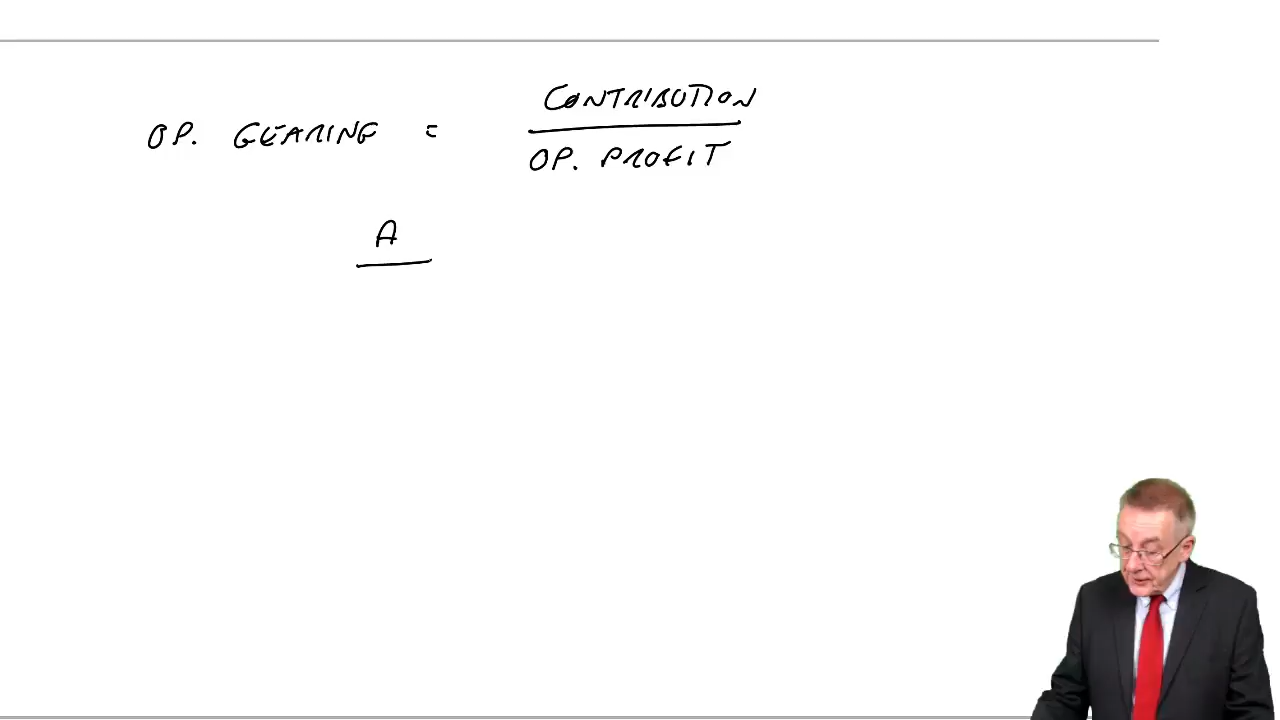 CONTRIBUTION
OP. GEARING =
OP. PROFIT
A